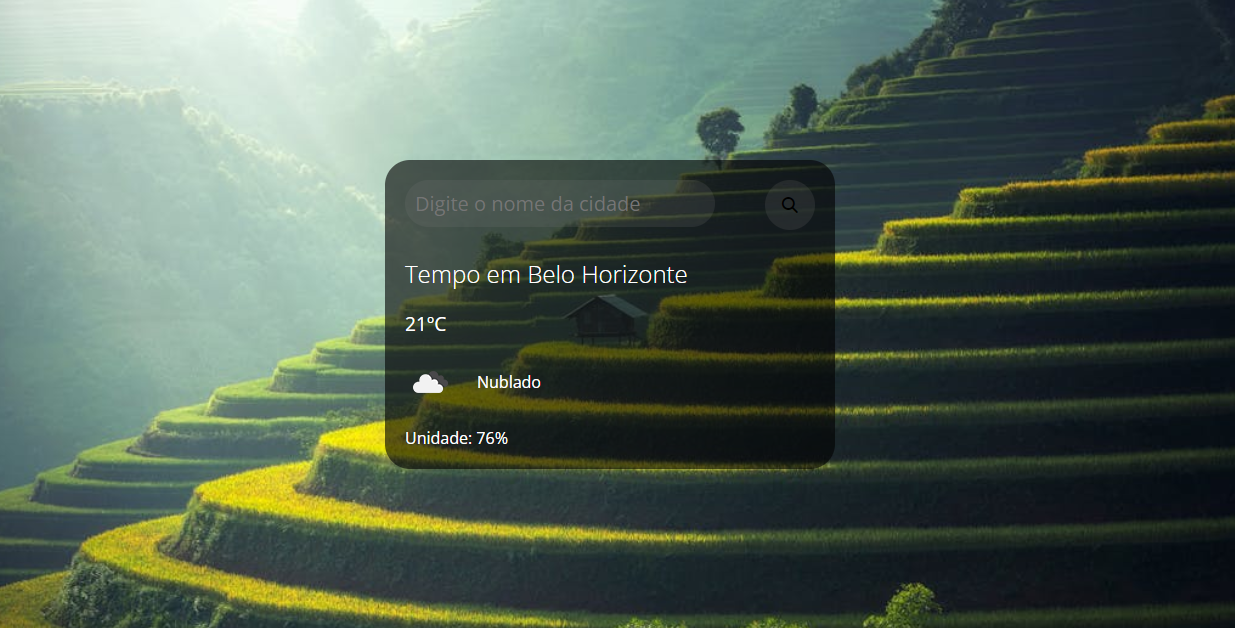 Digite o nome da cidade
Tempo em Belo Horizonte
21°C
Nublado
Unidade: 76%